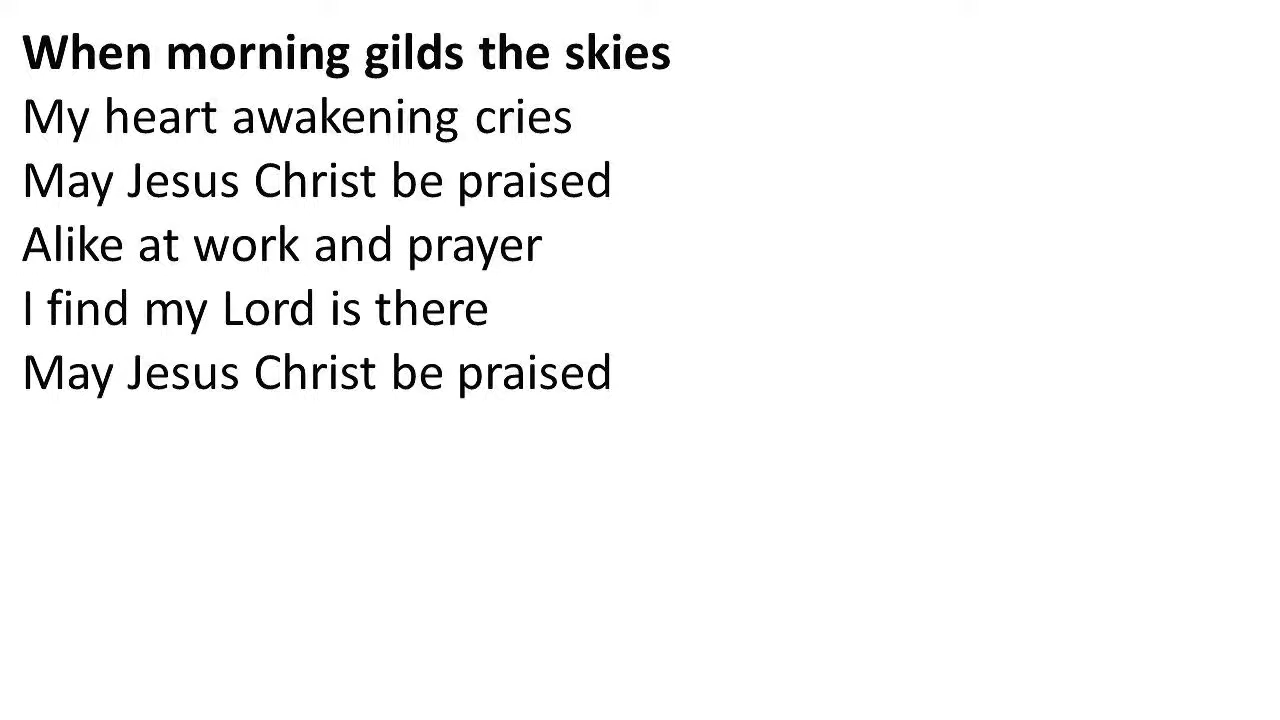 When morning gilds the skies
My heart awakening cries
May Jesus Christ be praised
Alike at work and prayer
I find my Lord is there
May Jesus Christ be praised